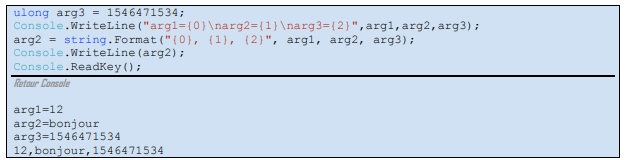 ulong arg3 = 1546471534;
Console.WriteLine("arg1={0}\narg2={1}\narg3={2}",arg1,arg2,arg3);
arg2 = string.Format("{0}, {1}, {2}", arg1, arg2, arg3);
Console.WriteLine(arg2);
Console.ReadKey();
Retour Console
arg1=12
arg2=bonjour
arg3=1546471534
12,bonjour,1546471534